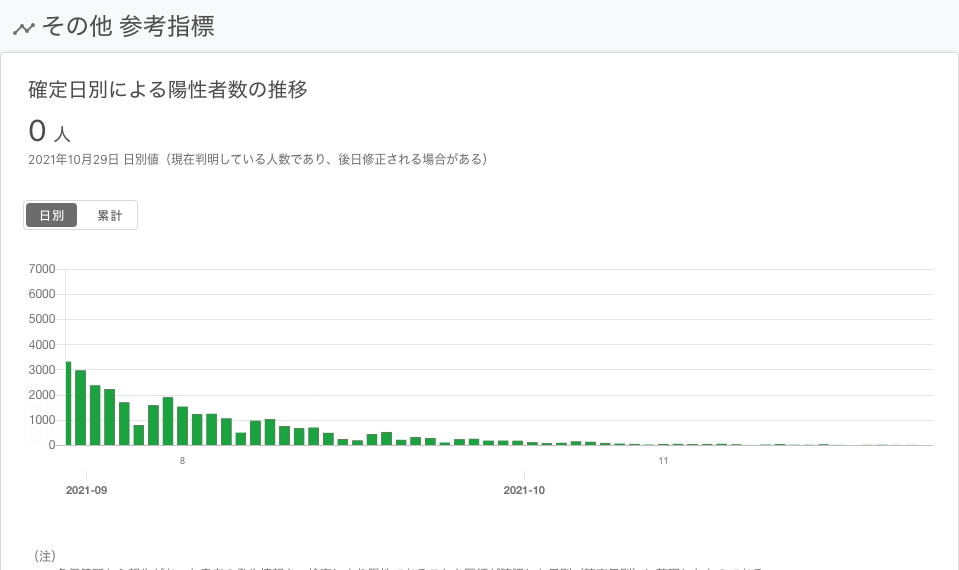 その他 参考指標
確定日別による陽性者数の推移
0 人
2021年10月29日 日別値（現在判明している人数であり、後日修正される場合がある）
日別 累計
7000
6000
5000
4000
3000
2000
1000
0
8 11
2021-09 2021-10
（注）